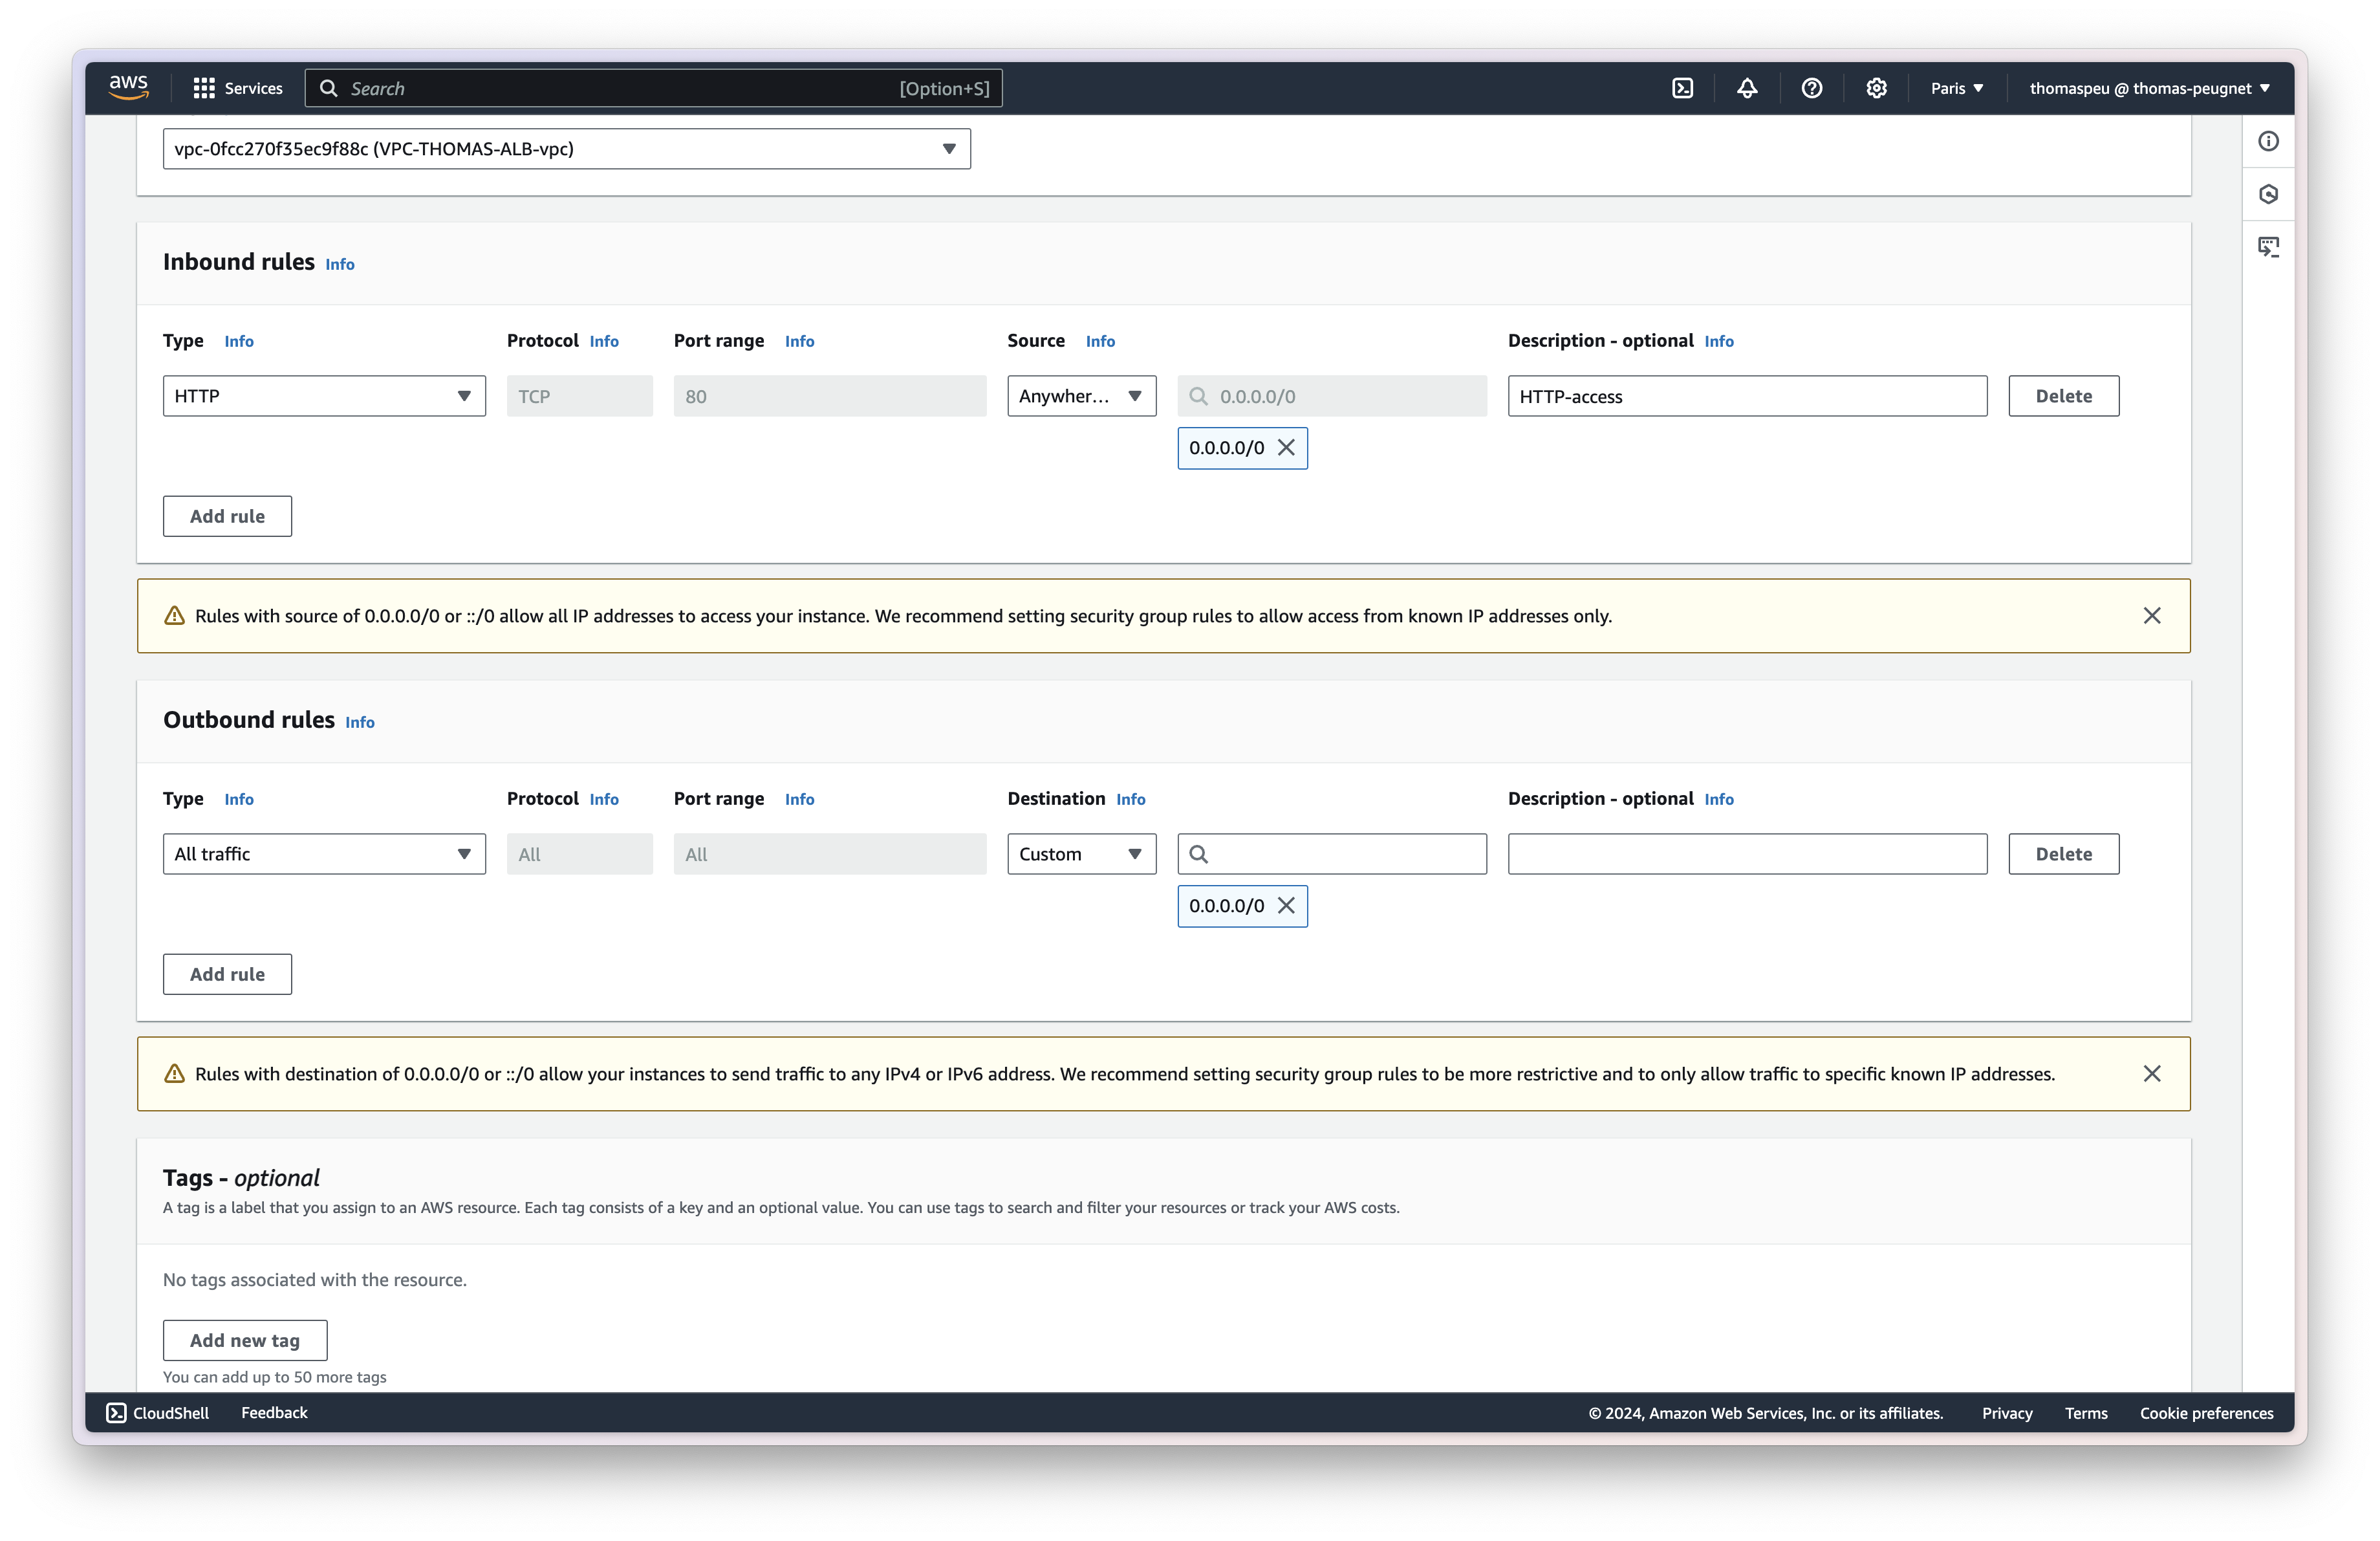 aws Services Search [Option+S] Paris thomaspeu @ thomas-peugnet
vpc-0fcc270f35ec9f88c (VPC-THOMAS-ALB-vpc)
Inbound rules Info
Type Info Protocol Info Port range Info Source Info Description - optional Info
HTTP TCP 80 Anywher... 0.0.0.0/0 HTTP-access Delete
0.0.0.0/0
Add rule
Rules with source of 0.0.0.0/0 or ::/0 allow all IP addresses to access your instance. We recommend setting security group rules to allow access from known IP addresses only.
Outbound rules Info
Type Info Protocol Info Port range Info Destination Info Description - optional Info
All traffic All All Custom Delete
0.0.0.0/0
Add rule
Rules with destination of 0.0.0.0/0 or ::/0 allow your instances to send traffic to any IPv4 or IPv6 address. We recommend setting security group rules to be more restrictive and to only allow traffic to specific known IP addresses.
Tags - optional
A tag is a label that you assign to an AWS resource. Each tag consists of a key and an optional value. You can use tags to search and filter your resources or track your AWS costs.
No tags associated with the resource.
Add new tag
You can add up to 50 more tags
CloudShell Feedback © 2024, Amazon Web Services, Inc. or its affiliates. Privacy Terms Cookie preferences